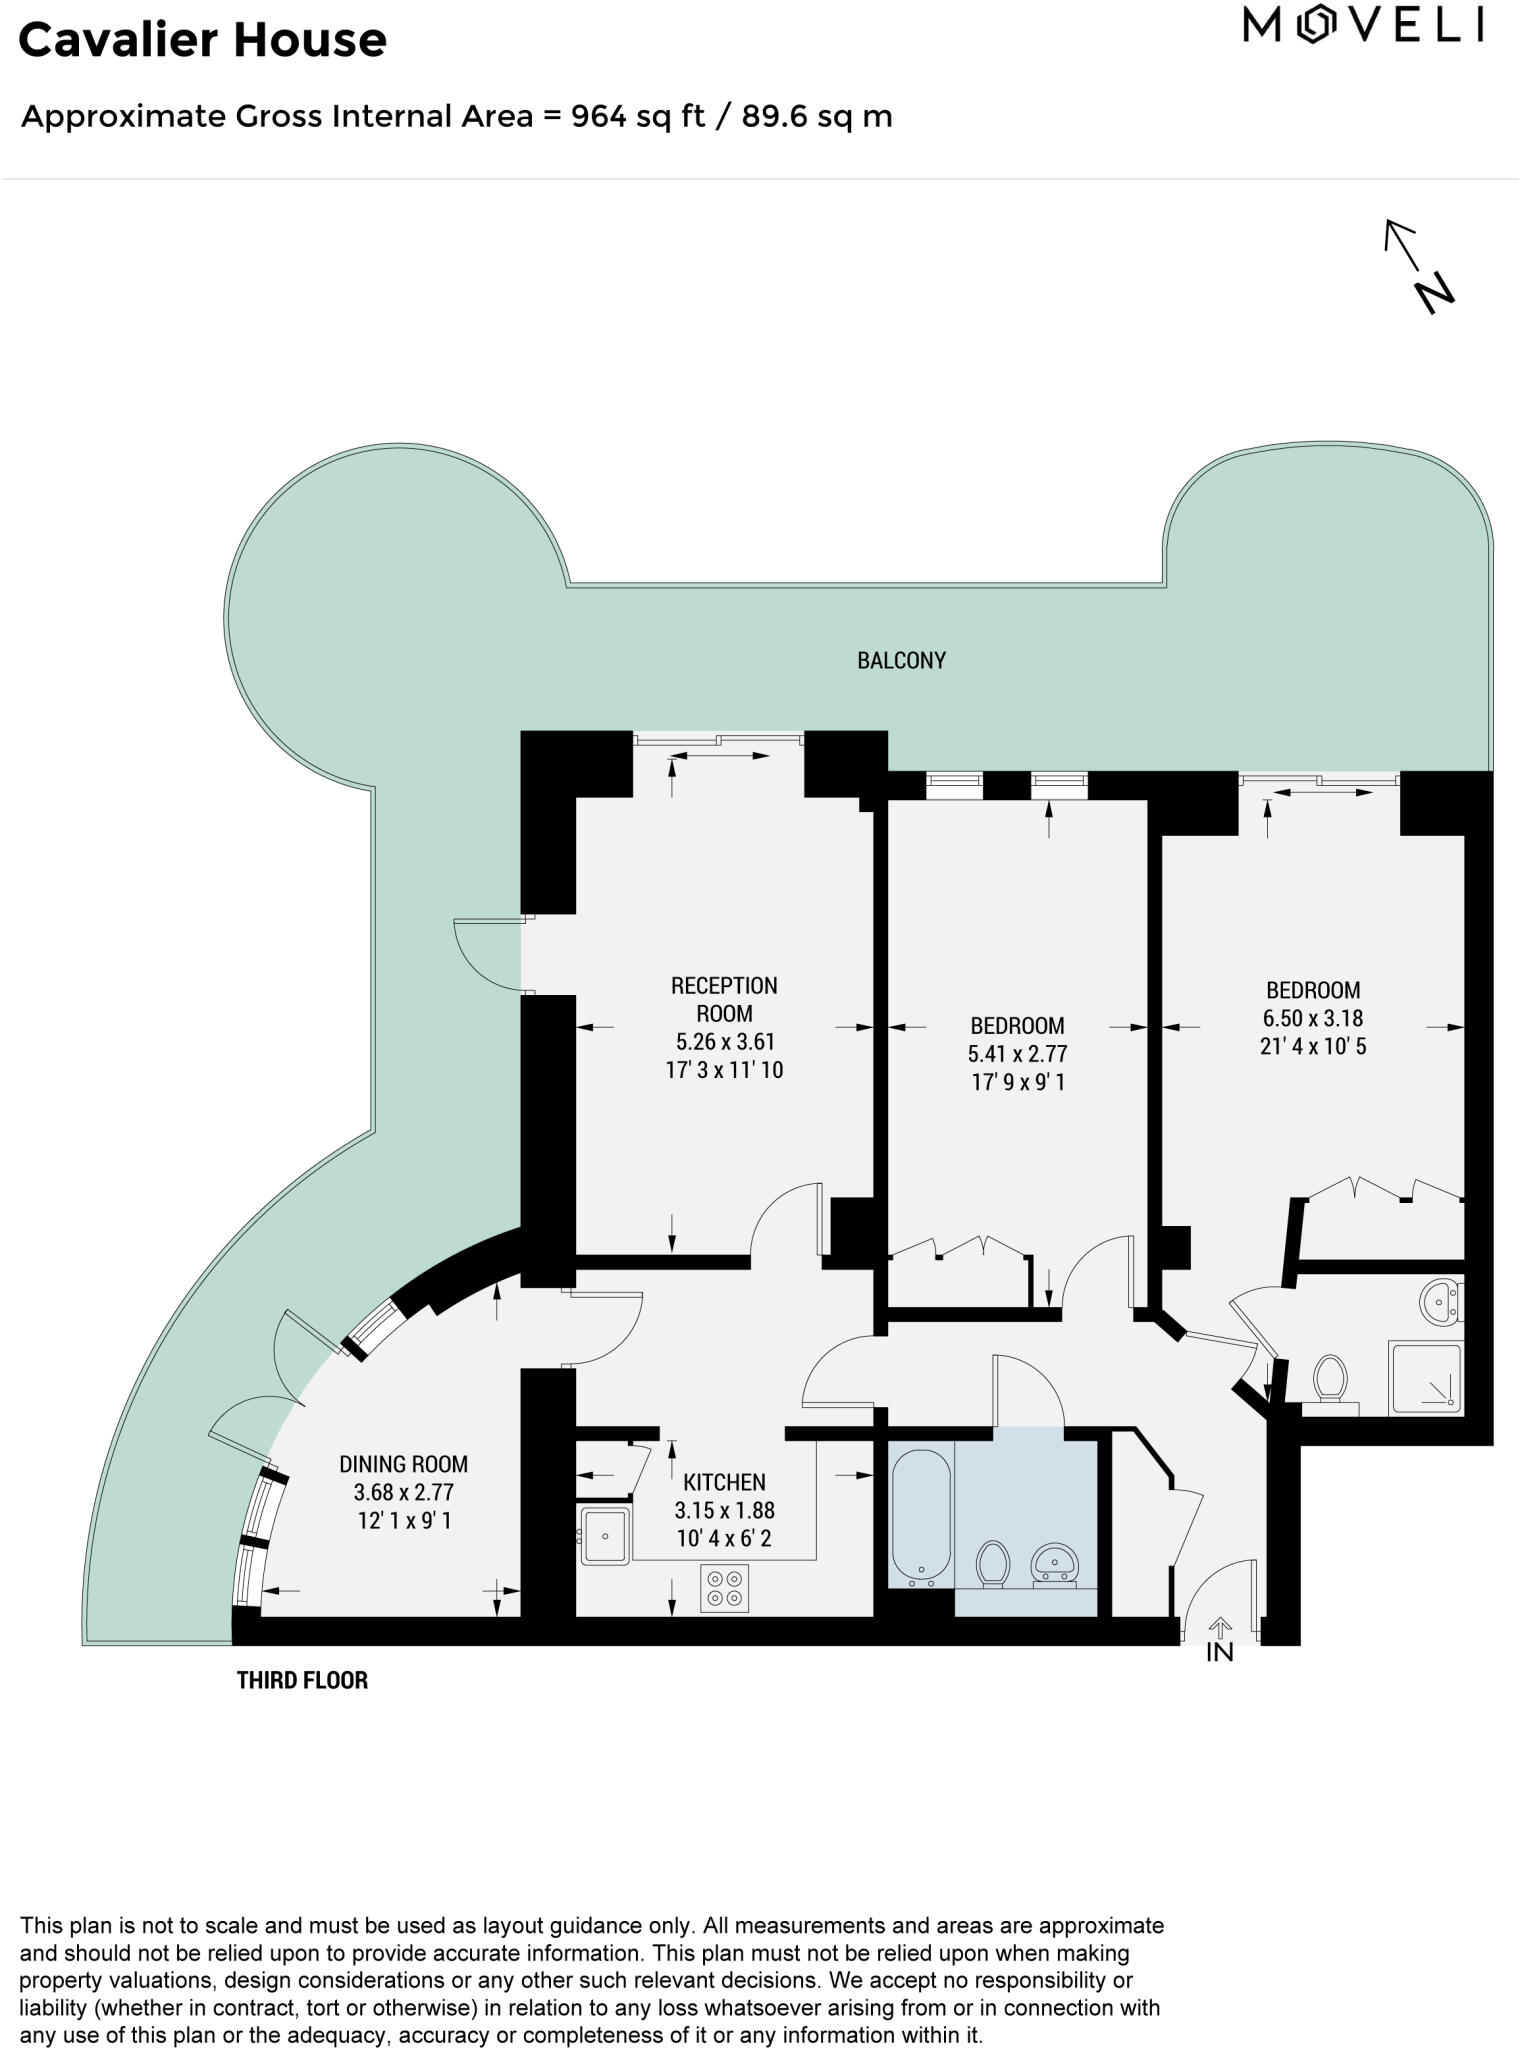 Cavalier House
MOVELI
Approximate Gross Internal Area = 964 sq ft / 89.6 sq m
N
BALCONY
RECEPTION
ROOM
5.26 x 3.61
17' 3 x 11' 10
BEDROOM
5.41 x 2.77
17' 9 x 9' 1
BEDROOM
6.50 x 3.18
21' 4 x 10' 5
DINING ROOM
3.68 x 2.77
12' 1 x 9' 1
KITCHEN
3.15 x 1.88
10' 4 x 6' 2
IN
THIRD FLOOR
This plan is not to scale and must be used as layout guidance only. All measurements and areas are approximate
and should not be relied upon to provide accurate information. This plan must not be relied upon when making
property valuations, design considerations or any other such relevant decisions. We accept no responsibility or
liability (whether in contract, tort or otherwise) in relation to any loss whatsoever arising from or in connection with
any use of this plan or the adequacy, accuracy or completeness of it or any information within it.